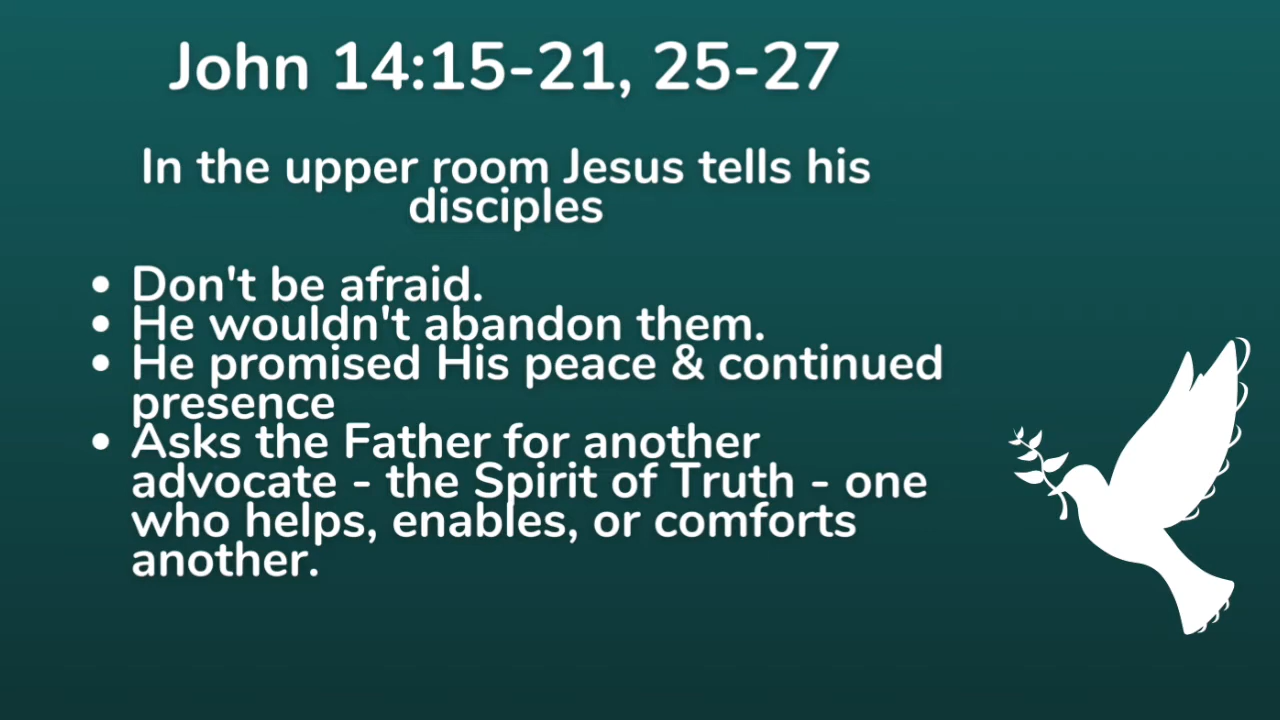 John 14:15-21, 25-27
In the upper room Jesus tells his
disciples
• Don't be afraid.
• He wouldn't abandon them.
• He promised His peace & continued
presence
• Asks the Father for another
advocate - the Spirit of Truth - one
who helps, enables, or comforts
another.